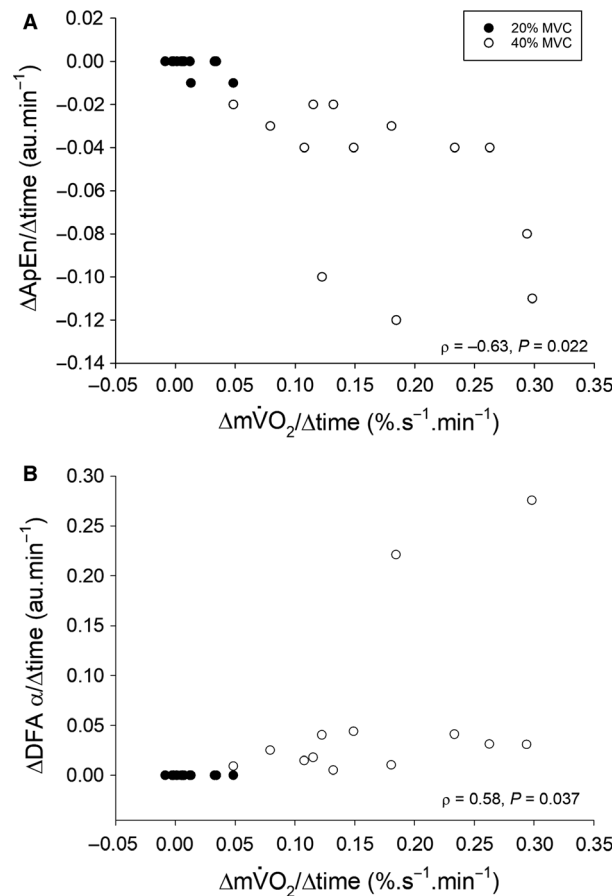 A
20% MVC
40% MVC
0.00
−0.02
−0.04
−0.06
−0.08
−0.10
−0.12
−0.14
ΔApEn/Δtime (au.min⁻¹)
ρ = −0.63, P = 0.022
−0.05 0.00 0.05 0.10 0.15 0.20 0.25 0.30 0.35
ΔmV̇O₂/Δtime (%.s⁻¹.min⁻¹)
B
0.30
0.25
0.20
0.15
0.10
0.05
0.00
ΔDFA α/Δtime (au.min⁻¹)
ρ = 0.58, P = 0.037
−0.05 0.00 0.05 0.10 0.15 0.20 0.25 0.30 0.35
ΔmV̇O₂/Δtime (%.s⁻¹.min⁻¹)